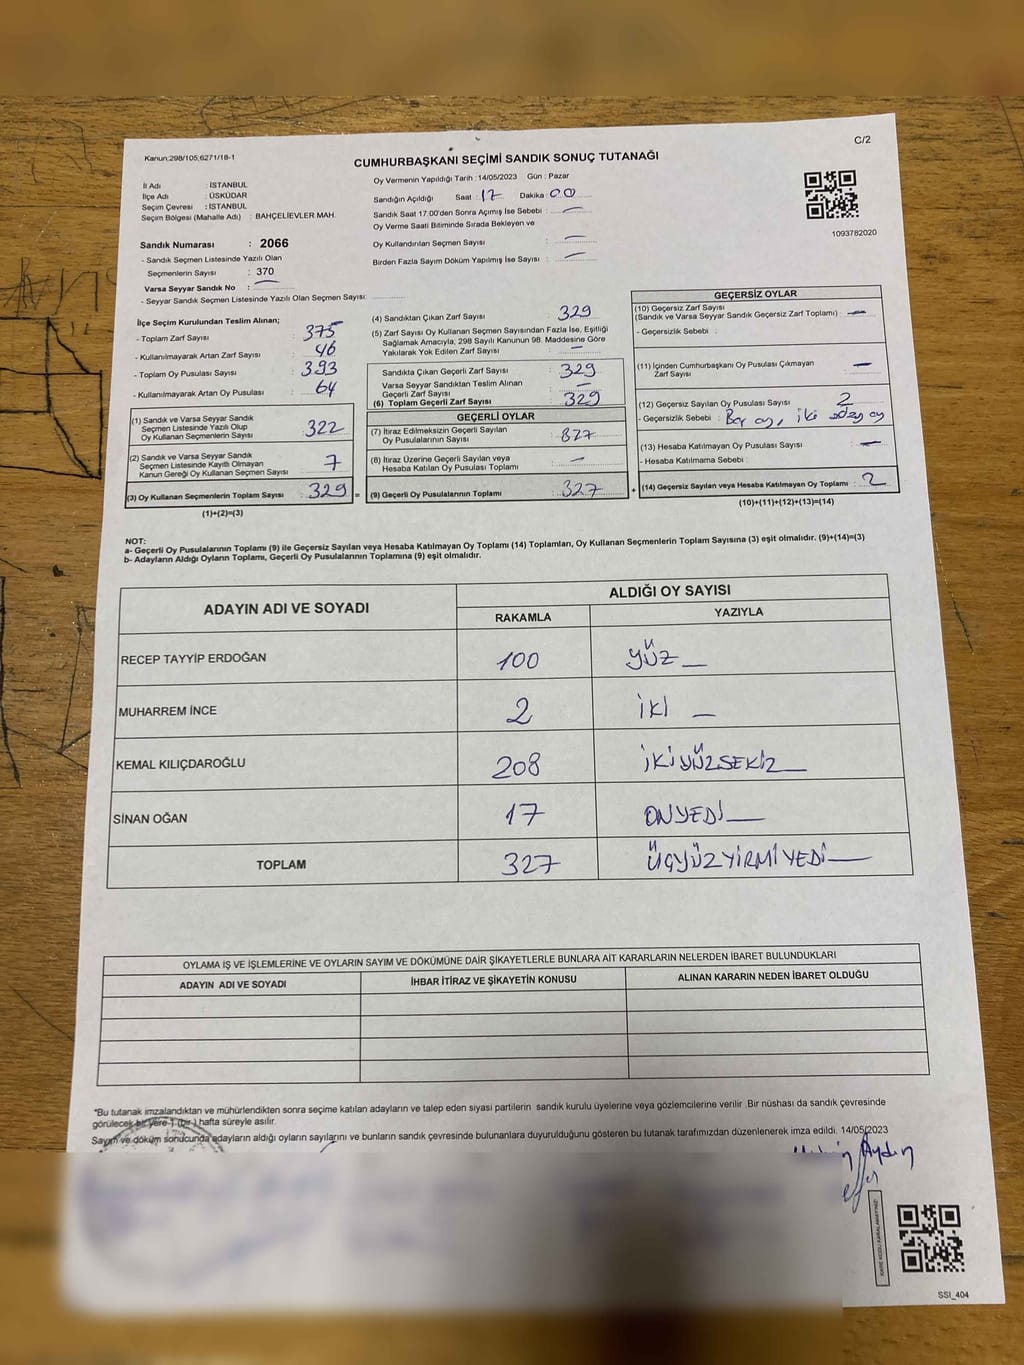 Kanun;298/105,6271/18-1
C/2
CUMHURBAŞKANI SEÇİMİ SANDIK SONUÇ TUTANAĞI
İl Adı : İSTANBUL
İlçe Adı : ÜSKÜDAR
Seçim Çevresi : İSTANBUL
Seçim Bölgesi (Mahalle Adı) : BAHÇELİEVLER MAH.
Oy Vermenin Yapıldığı Tarih : 14/05/2023 Gün : Pazar
Sandığın Açıldığı Saat : 17 Dakika : 00
Sandık Saat 17.00'den Sonra Açımış İse Sebebi : —
Oy Verme Saati Bitiminde Sırada Bekleyen ve
Oy Kullandırılan Seçmen Sayısı : —
Birden Fazla Sayım Döküm Yapılmış İse Sayısı : —
1093782020
Sandık Numarası : 2066
- Sandık Seçmen Listesinde Yazılı Olan
Seçmenlerin Sayısı : 370
Varsa Seyyar Sandık No : —
- Seyyar Sandık Seçmen Listesinde Yazılı Olan Seçmen Sayısı:
İlçe Seçim Kurulundan Teslim Alınan;
- Toplam Zarf Sayısı : 375
- Kullanılmayarak Artan Zarf Sayısı : 46
- Toplam Oy Pusulası Sayısı : 393
- Kullanılmayarak Artan Oy Pusulası : 64
(1) Sandık ve Varsa Seyyar Sandık
Seçmen Listesinde Yazılı Olup
Oy Kullanan Seçmenlerin Sayısı : 322
(2) Sandık ve Varsa Seyyar Sandık
Seçmen Listesinde Kayıtlı Olmayan
Kanun Gereği Oy Kullanan Seçmen Sayısı : 7
(3) Oy Kullanan Seçmenlerin Toplam Sayısı : 329 =
(1)+(2)=(3)
(4) Sandıktan Çıkan Zarf Sayısı : 329
(5) Zarf Sayısı Oy Kullanan Seçmen Sayısından Fazla İse, Eşitliği
Sağlamak Amacıyla, 298 Sayılı Kanunun 98. Maddesine Göre
Yakılarak Yok Edilen Zarf Sayısı : —
Sandıkta Çıkan Geçerli Zarf Sayısı : 329
Varsa Seyyar Sandıktan Teslim Alınan
Geçerli Zarf Sayısı : —
(6) Toplam Geçerli Zarf Sayısı : 329
GEÇERLİ OYLAR
(7) İtiraz Edilmeksizin Geçerli Sayılan
Oy Pusulalarının Sayısı : 827
(8) İtiraz Üzerine Geçerli Sayılan veya
Hesaba Katılan Oy Pusulası Toplamı : —
(9) Geçerli Oy Pusulalarının Toplamı : 327 +
GEÇERSİZ OYLAR
(10) Geçersiz Zarf Sayısı
(Sandık ve Varsa Seyyar Sandık Geçersiz Zarf Toplamı) : —
- Geçersizlik Sebebi :
(11) İçinden Cumhurbaşkanı Oy Pusulası Çıkmayan
Zarf Sayısı : —
(12) Geçersiz Sayılan Oy Pusulası Sayısı : 2
- Geçersizlik Sebebi : oy, iki
(13) Hesaba Katılmayan Oy Pusulası Sayısı : —
- Hesaba Katılmama Sebebi :
(14) Geçersiz Sayılan veya Hesaba Katılmayan Oy Toplamı : 2
(10)+(11)+(12)+(13)=(14)
NOT:
a- Geçerli Oy Pusulalarının Toplamı (9) ile Geçersiz Sayılan veya Hesaba Katılmayan Oy Toplamı (14) Toplamları, Oy Kullanan Seçmenlerin Toplam Sayısına (3) eşit olmalıdır. (9)+(14)=(3)
b- Adayların Aldığı Oyların Toplamı, Geçerli Oy Pusulalarının Toplamına (9) eşit olmalıdır.
ADAYIN ADI VE SOYADI
ALDIĞI OY SAYISI
RAKAMLA YAZIYLA
RECEP TAYYİP ERDOĞAN 100 YÜZ —
MUHARREM İNCE 2 İKİ —
KEMAL KILIÇDAROĞLU 208 İKİYÜZSEKİZ —
SİNAN OĞAN 17 ONYEDİ —
TOPLAM 327 ÜÇYÜZYİRMİYEDİ —
OYLAMA İŞ VE İŞLEMLERİNE VE OYLARIN SAYIM VE DÖKÜMÜNE DAİR ŞİKAYETLERLE BUNLARA AİT KARARLARIN NELERDEN İBARET BULUNDUKLARI
ADAYIN ADI VE SOYADI İHBAR İTİRAZ VE ŞİKAYETİN KONUSU ALINAN KARARIN NEDEN İBARET OLDUĞU
*Bu tutanak imzalandıktan ve mühürlendikten sonra seçime katılan adayların ve talep eden siyasi partilerin sandık kurulu üyelerine veya gözlemcilerine verilir .Bir nüshası da sandık çevresinde
görülecek bir yere 1 (bir ) hafta süreyle asılır.
Sayım ve döküm sonucunda adayların aldığı oyların sayılarını ve bunların sandık çevresinde bulunanlara duyurulduğunu gösteren bu tutanak tarafımızdan düzenlenerek imza edildi. 14/05/2023
Aydın
KARE KODU KARALAMAYINIZ
SSI_404